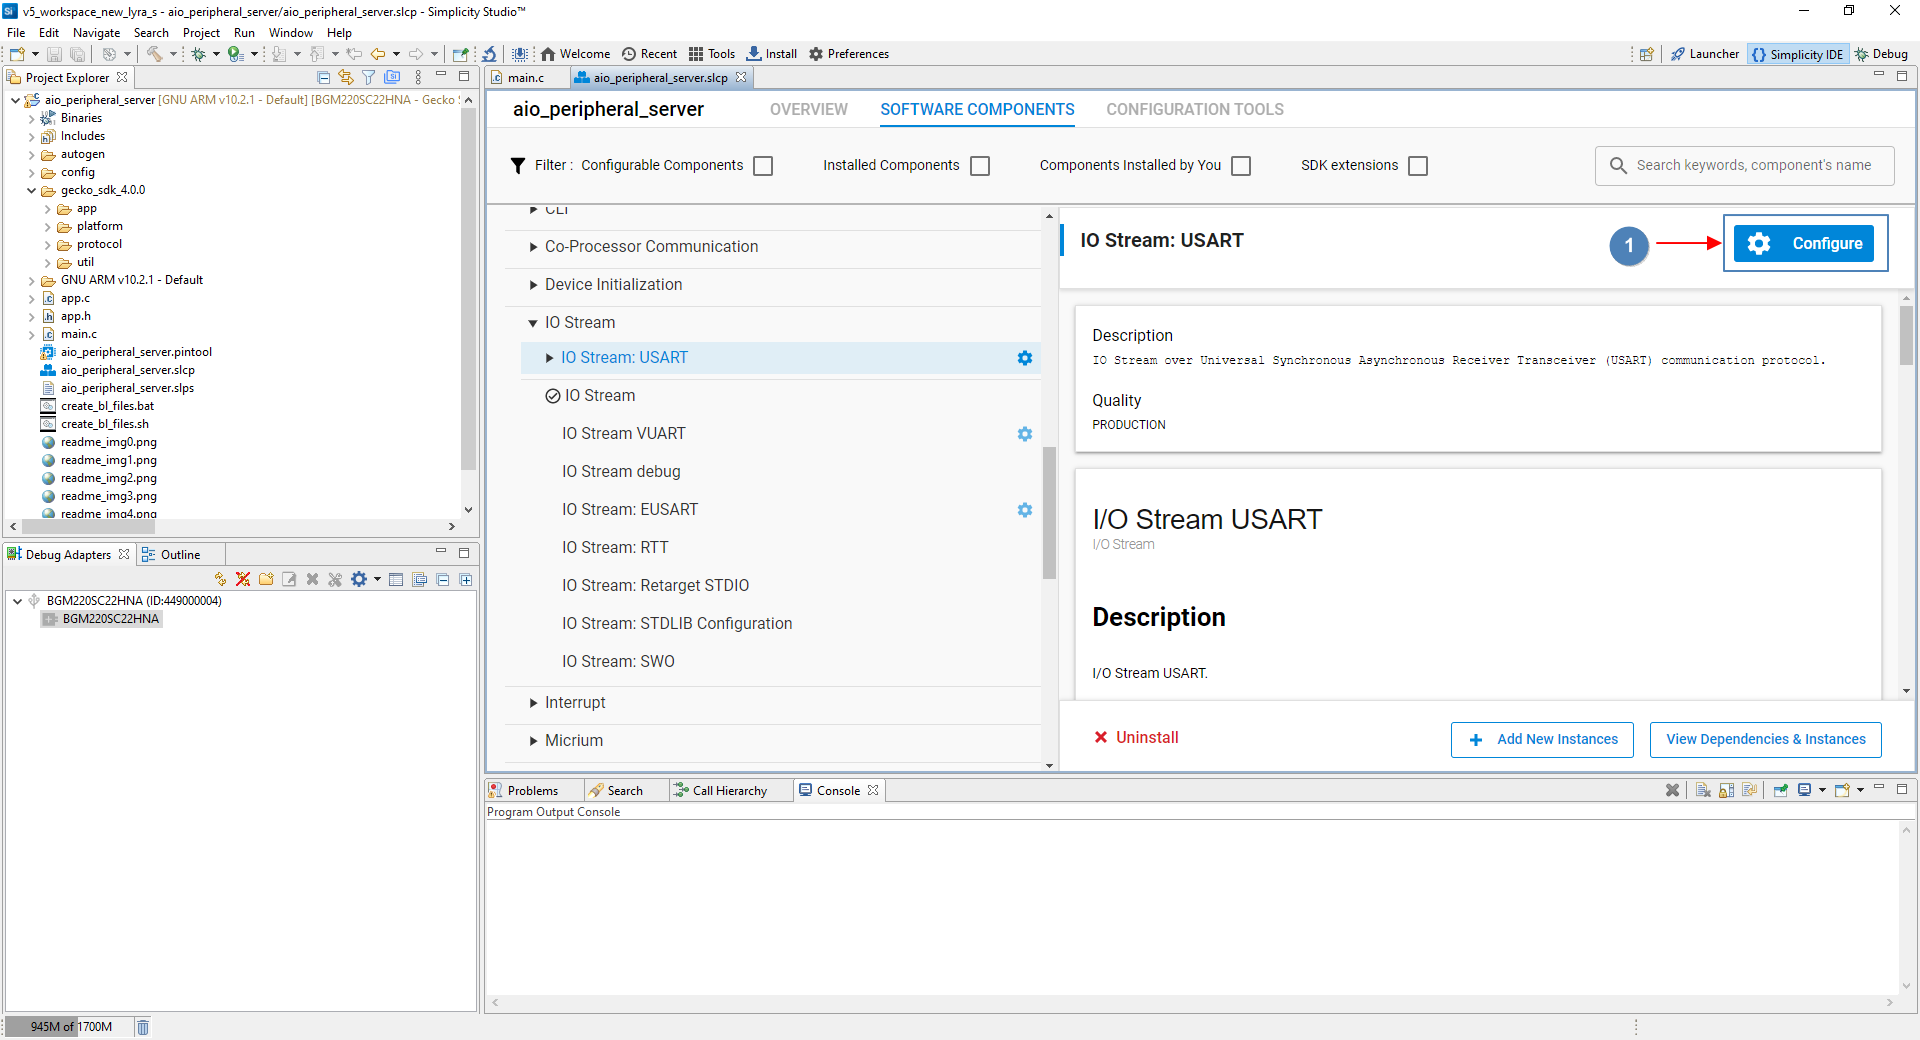 v5_workspace_new_lyra_s - aio_peripheral_server/aio_peripheral_server.slcp - Simplicity Studio™
File Edit Navigate Search Project Run Window Help
Welcome Recent Tools Install Preferences
Launcher Simplicity IDE Debug
Project Explorer
aio_peripheral_server [GNU ARM v10.2.1 - Default] [BGM220SC22HNA - Gecko
Binaries
Includes
autogen
config
gecko_sdk_4.0.0
app
platform
protocol
util
GNU ARM v10.2.1 - Default
app.c
app.h
main.c
aio_peripheral_server.pintool
aio_peripheral_server.slcp
aio_peripheral_server.slps
create_bl_files.bat
create_bl_files.sh
readme_img0.png
readme_img1.png
readme_img2.png
readme_img3.png
readme_img4.png
Debug Adapters Outline
BGM220SC22HNA (ID:449000004)
BGM220SC22HNA
945M of 1700M
main.c aio_peripheral_server.slcp
aio_peripheral_server OVERVIEW SOFTWARE COMPONENTS CONFIGURATION TOOLS
Filter : Configurable Components Installed Components Components Installed by You SDK extensions Search keywords, component's name
CLI
Co-Processor Communication
Device Initialization
IO Stream
IO Stream: USART
IO Stream
IO Stream VUART
IO Stream debug
IO Stream: EUSART
IO Stream: RTT
IO Stream: Retarget STDIO
IO Stream: STDLIB Configuration
IO Stream: SWO
Interrupt
Micrium
IO Stream: USART 1 Configure
Description
IO Stream over Universal Synchronous Asynchronous Receiver Transceiver (USART) communication protocol.
Quality
PRODUCTION
I/O Stream USART
I/O Stream
Description
I/O Stream USART.
Uninstall Add New Instances View Dependencies & Instances
Problems Search Call Hierarchy Console
Program Output Console